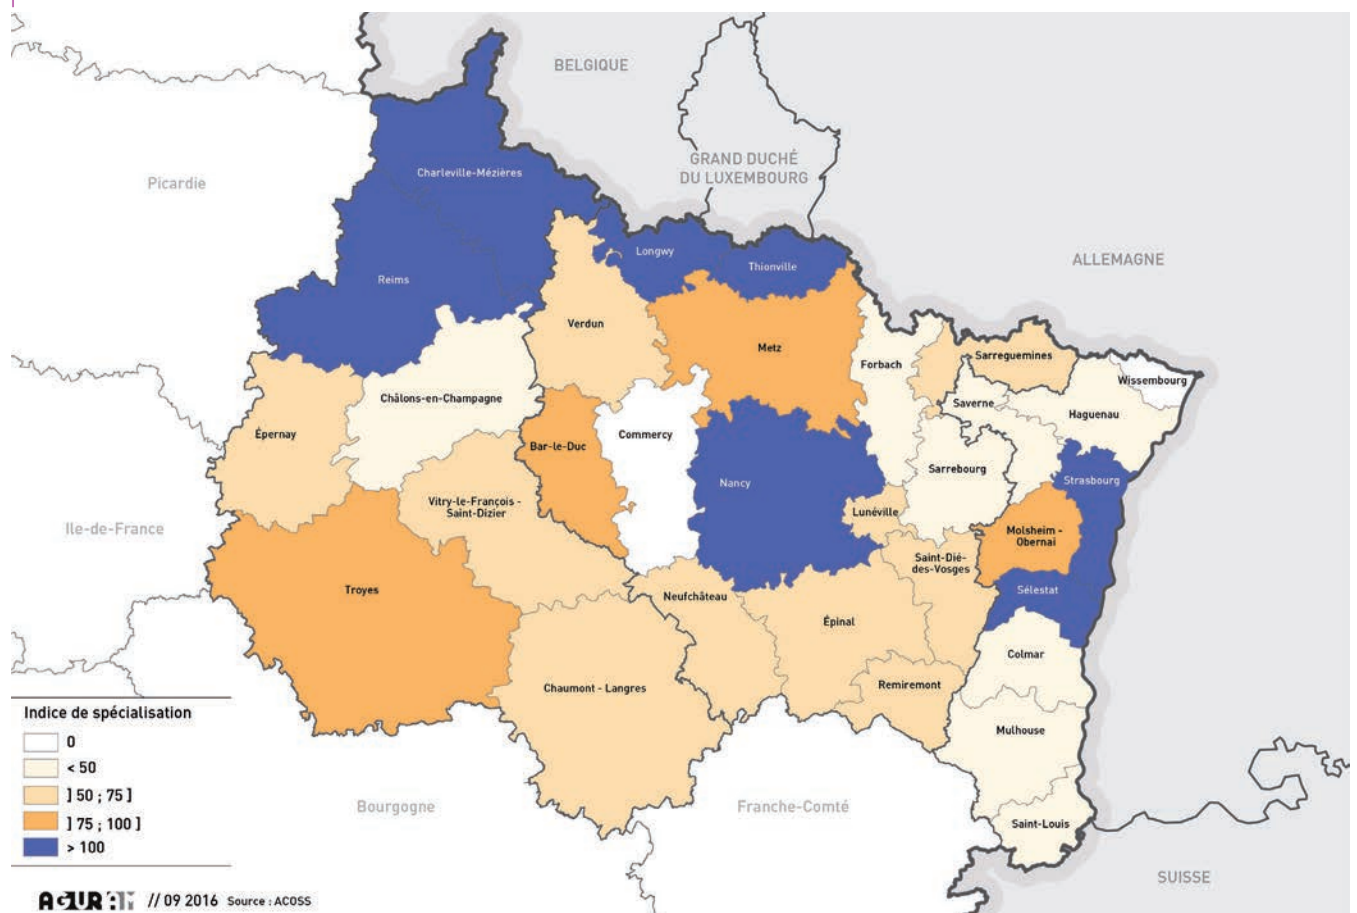 BELGIQUE
GRAND DUCHÉ
DU LUXEMBOURG
Picardie
Charleville-Mézières
Longwy
Thionville
ALLEMAGNE
Reims
Verdun
Metz
Forbach
Sarreguemines
Wissembourg
Saverne
Haguenau
Châlons-en-Champagne
Épernay
Commercy
Bar-le-Duc
Sarrebourg
Nancy
Strasbourg
Vitry-le-François -
Saint-Dizier
Lunéville
Ile-de-France
Molsheim -
Obernai
Saint-Dié-
des-Vosges
Troyes
Neufchâteau
Sélestat
Épinal
Colmar
Chaumont - Langres
Remiremont
Mulhouse
Bourgogne
Franche-Comté
Saint-Louis
SUISSE
Indice de spécialisation
0
< 50
] 50 ; 75 ]
] 75 ; 100 ]
> 100
AGURAM // 09 2016 Source : ACOSS